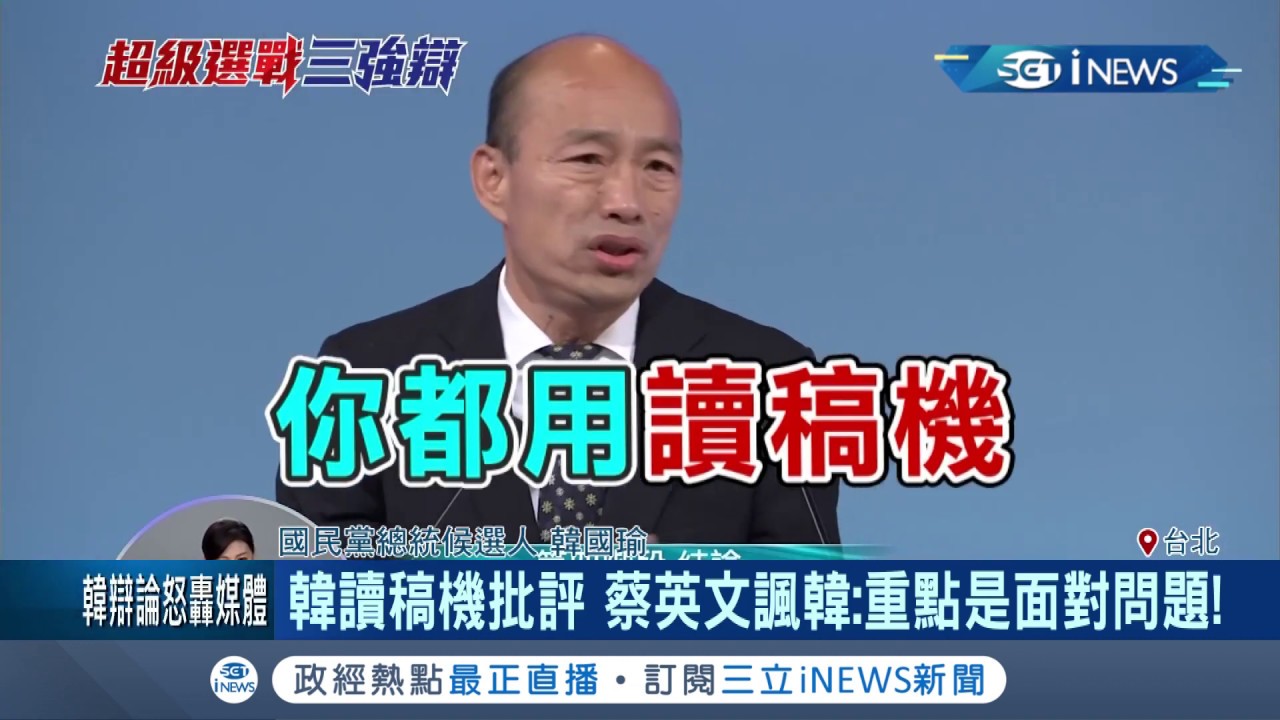 超級選戰三強辯
SET iNEWS
你都用讀稿機
國民黨總統候選人 韓國瑜
結論
台北
韓辯論怒轟媒體
韓讀稿機批評 蔡英文諷韓:重點是面對問題!
SET iNEWS
政經熱點最正直播·訂閱三立iNEWS新聞